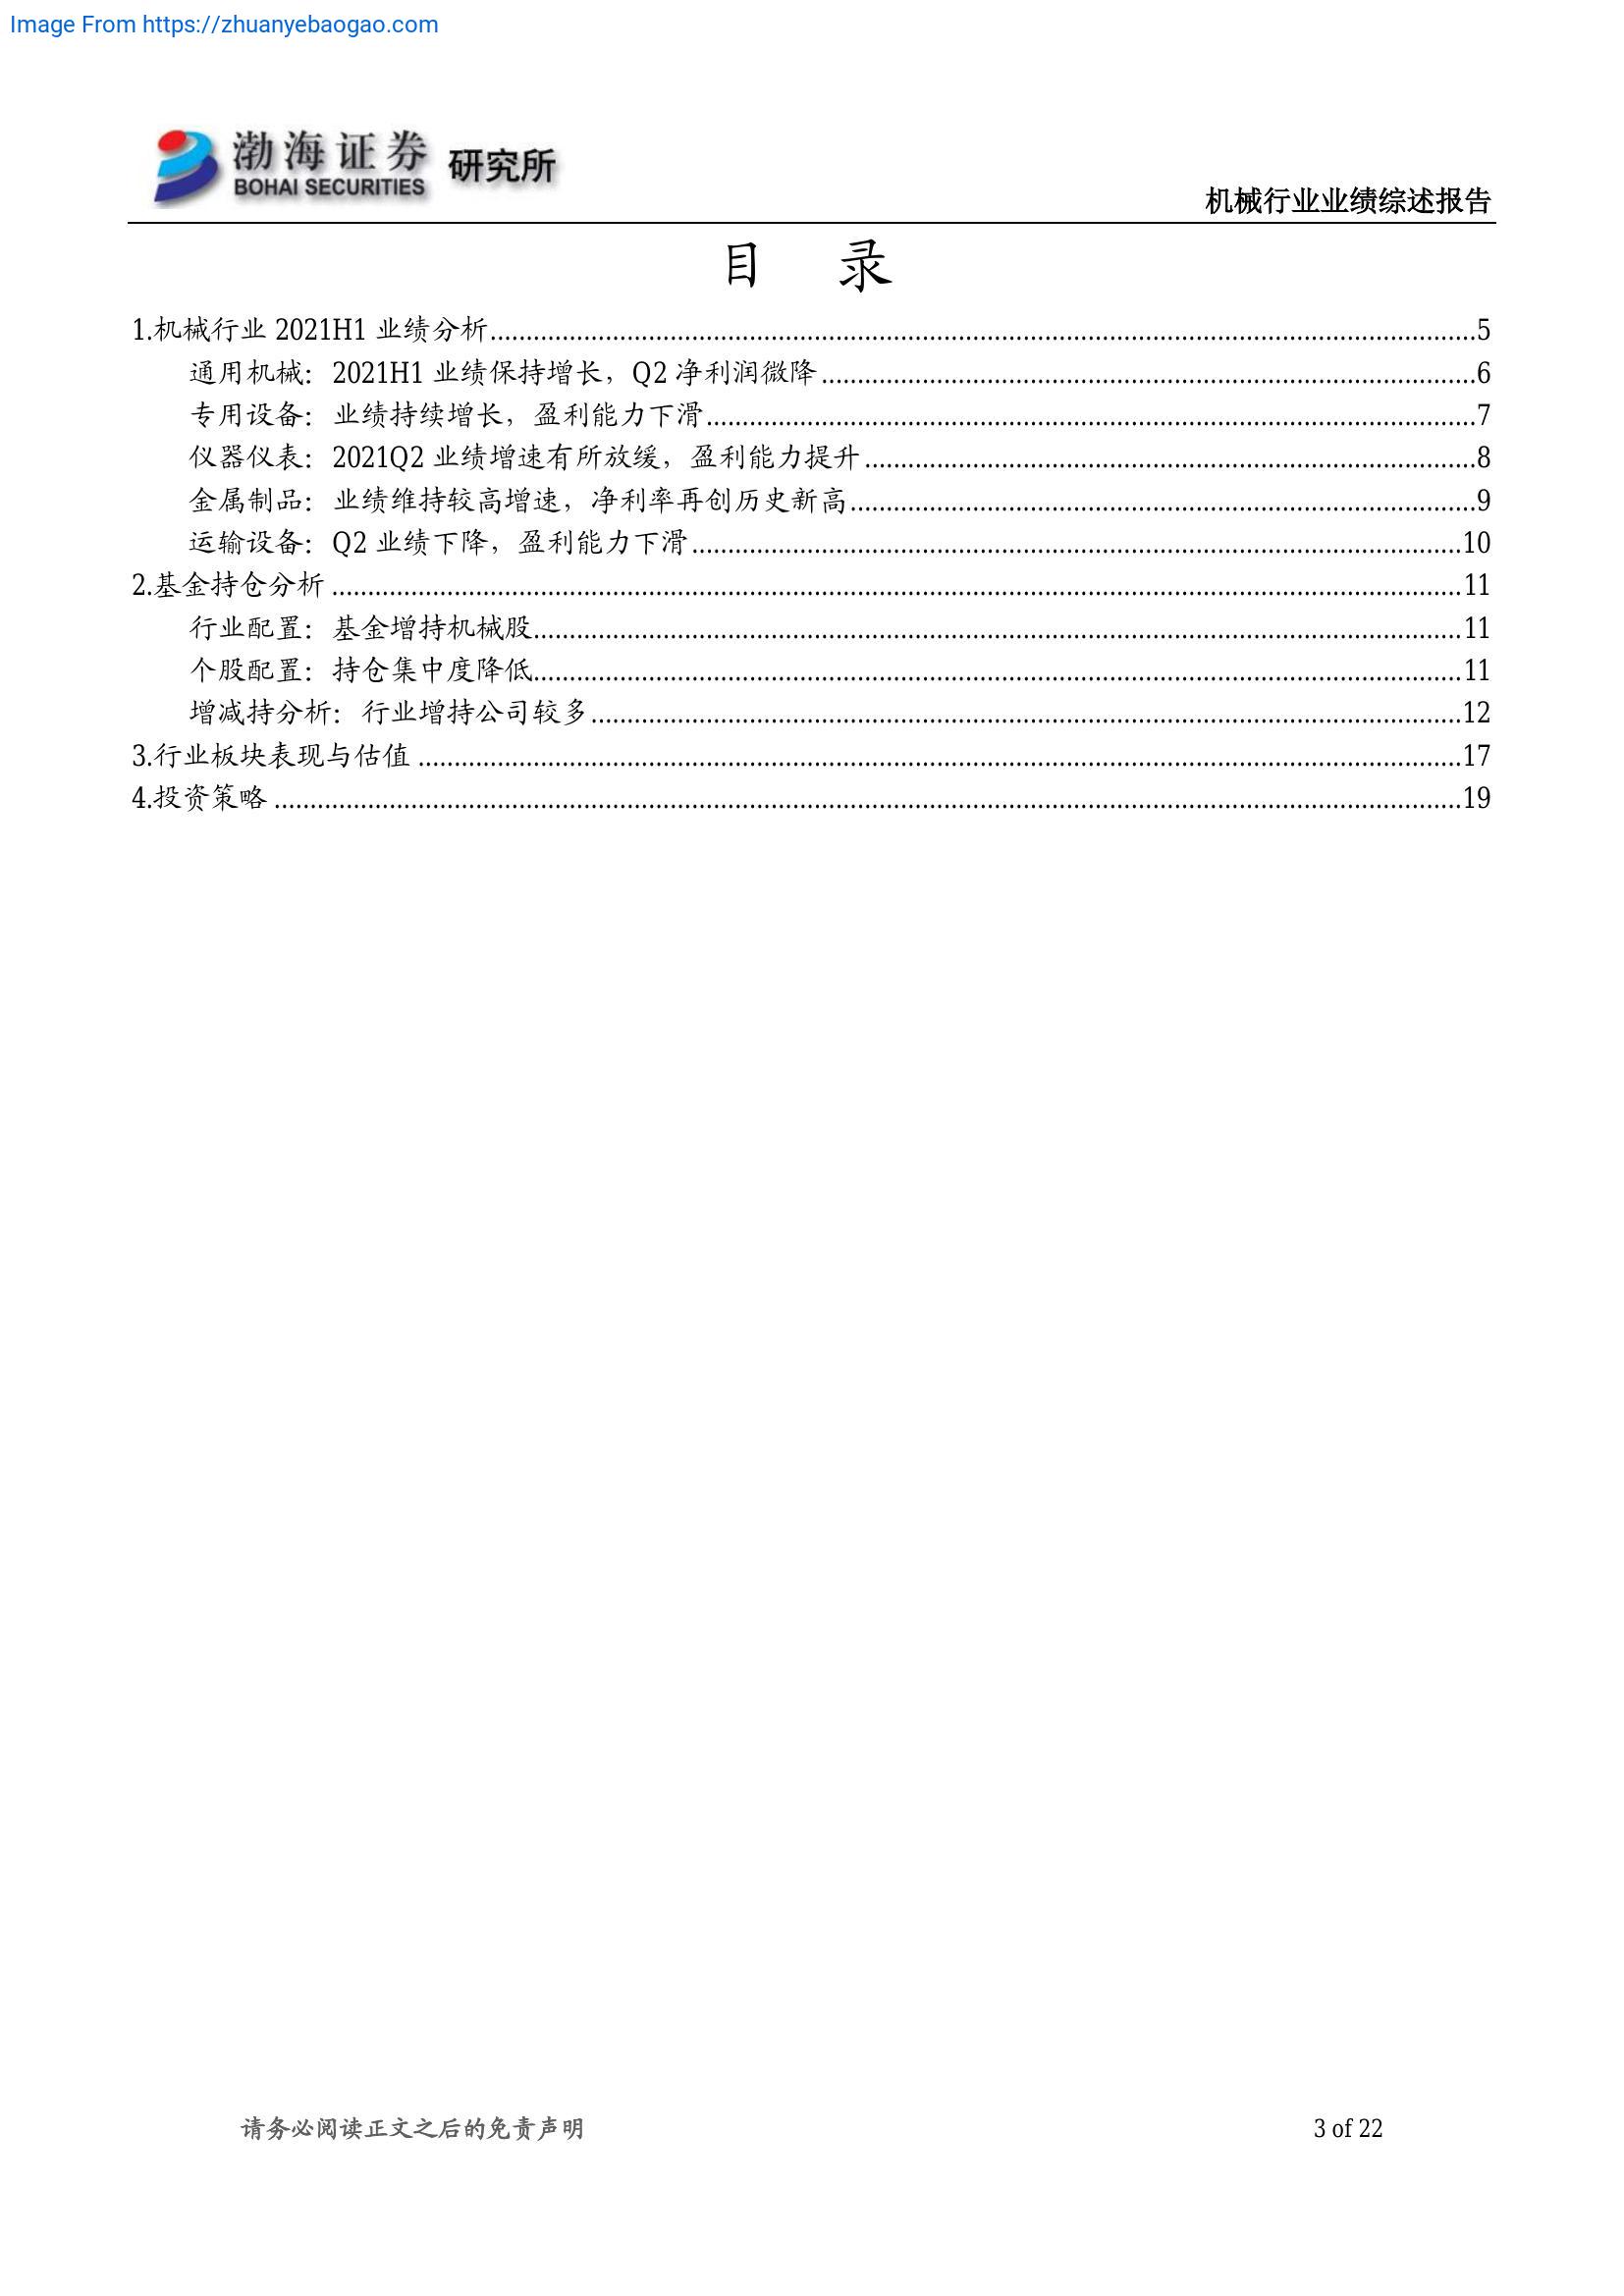 Image From https://zhuanyebaogao.com
渤海证券 研究所
BOHAI SECURITIES
机械行业业绩综述报告
目 录
1.机械行业 2021H1 业绩分析..........5
通用机械：2021H1 业绩保持增长，Q2 净利润微降..........6
专用设备：业绩持续增长，盈利能力下滑..........7
仪器仪表：2021Q2 业绩增速有所放缓，盈利能力提升..........8
金属制品：业绩维持较高增速，净利率再创历史新高..........9
运输设备：Q2 业绩下降，盈利能力下滑..........10
2.基金持仓分析..........11
行业配置：基金增持机械股..........11
个股配置：持仓集中度降低..........11
增减持分析：行业增持公司较多..........12
3.行业板块表现与估值..........17
4.投资策略..........19
请务必阅读正文之后的免责声明 3 of 22